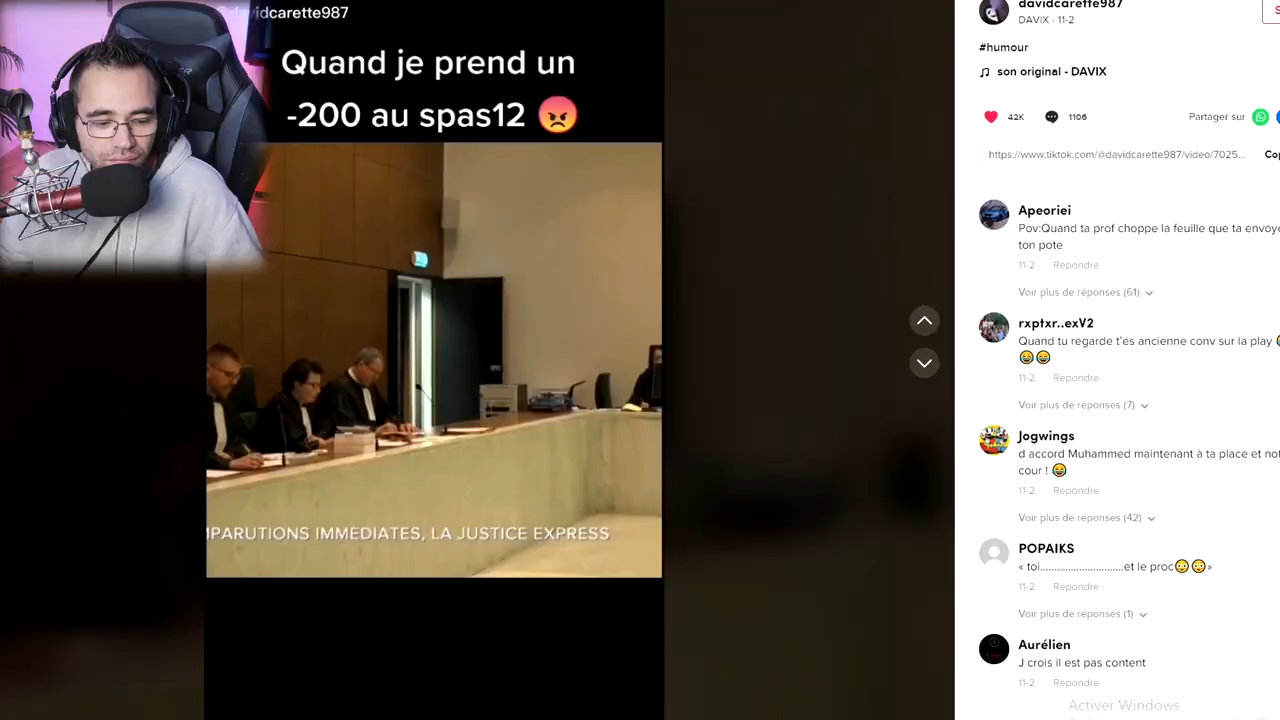 davidcarette987
Quand je prend un
-200 au spas12 😡
MPARUTIONS IMMÉDIATES, LA JUSTICE EXPRESS
davidcarette987
DAVIX · 11-2
#humour
son original - DAVIX
42K
1106
Partager sur
https://www.tiktok.com/@davidcarette987/video/7025...
Cop
Apeoriei
Pov:Quand ta prof choppe la feuille que ta envoye
ton pote
11-2 Répondre
Voir plus de réponses (61)
rxptxr..exV2
Quand tu regarde t'es ancienne conv sur la play
😂😂
11-2 Répondre
Voir plus de réponses (7)
Jogwings
d accord Muhammed maintenant à ta place et not
cour ! 😂
11-2 Répondre
Voir plus de réponses (42)
POPAIKS
« toi............................et le proc😳😳»
11-2 Répondre
Voir plus de réponses (1)
Aurélien
J crois il est pas content
11-2 Répondre
Activer Windows